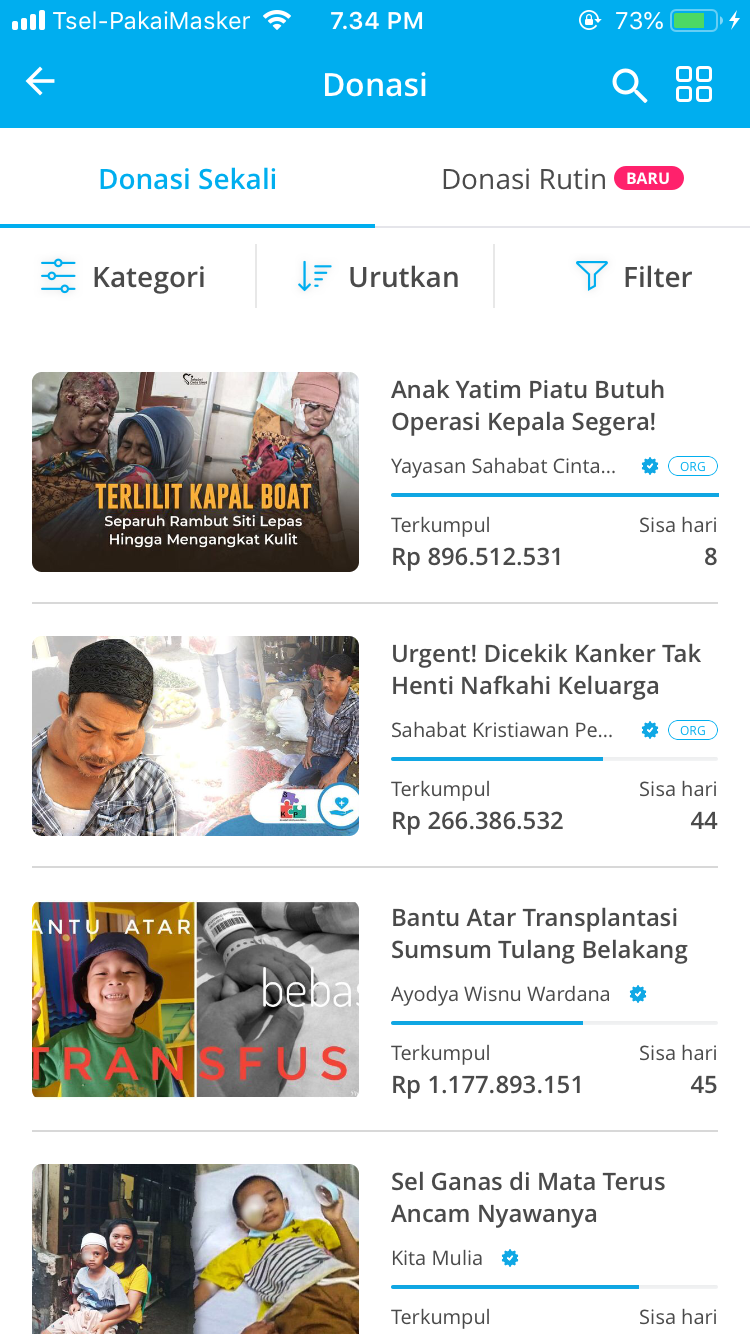 Tsel-PakaiMasker 7.34 PM 73%
Donasi
Donasi Sekali
Donasi Rutin BARU
Kategori
Urutkan
Filter
TERLILIT KAPAL BOAT
Separuh Rambut Siti Lepas
Hingga Mengangkat Kulit
Anak Yatim Piatu Butuh
Operasi Kepala Segera!
Yayasan Sahabat Cinta... ORG
Terkumpul Sisa hari
Rp 896.512.531 8
Urgent! Dicekik Kanker Tak
Henti Nafkahi Keluarga
Sahabat Kristiawan Pe... ORG
Terkumpul Sisa hari
Rp 266.386.532 44
S
K P
ANTU ATAR
bebas
TRANSFUS
Bantu Atar Transplantasi
Sumsum Tulang Belakang
Ayodya Wisnu Wardana
Terkumpul Sisa hari
Rp 1.177.893.151 45
Sel Ganas di Mata Terus
Ancam Nyawanya
Kita Mulia
Terkumpul Sisa hari